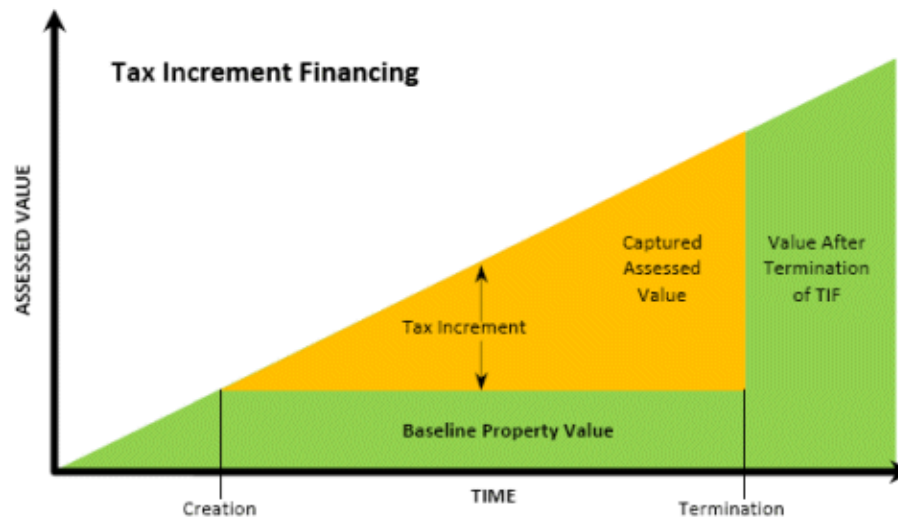 Tax Increment Financing
ASSESSED VALUE
Captured
Assessed
Value
Value After
Termination
of TIF
Tax Increment
Baseline Property Value
TIME
Creation
Termination